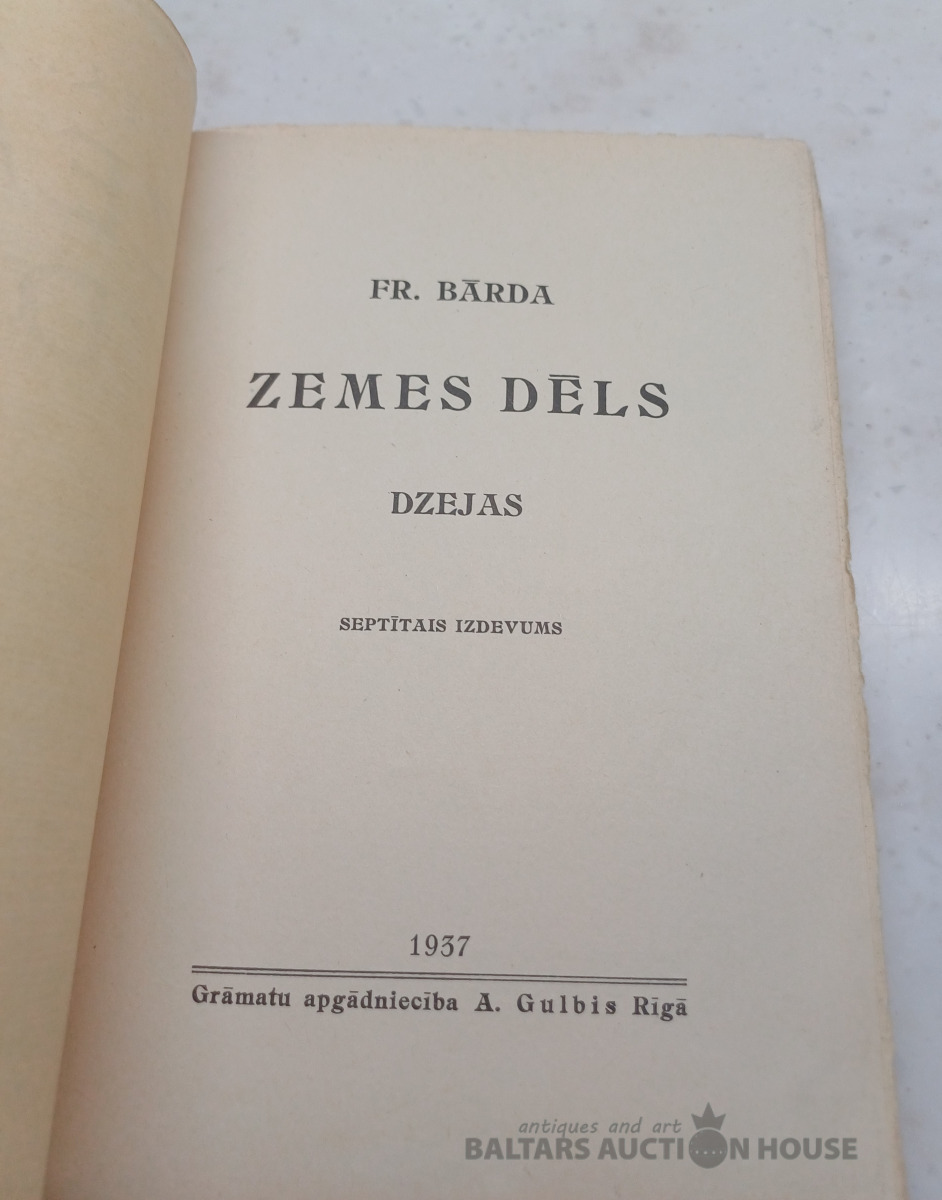 FR. BĀRDA
ZEMES DĒLS
DZEJAS
SEPTĪTAIS IZDEVUMS
1937
Grāmatu apgādniecība A. Gulbis Rīgā
antiques and art
BALTARS AUCTION HOUSE